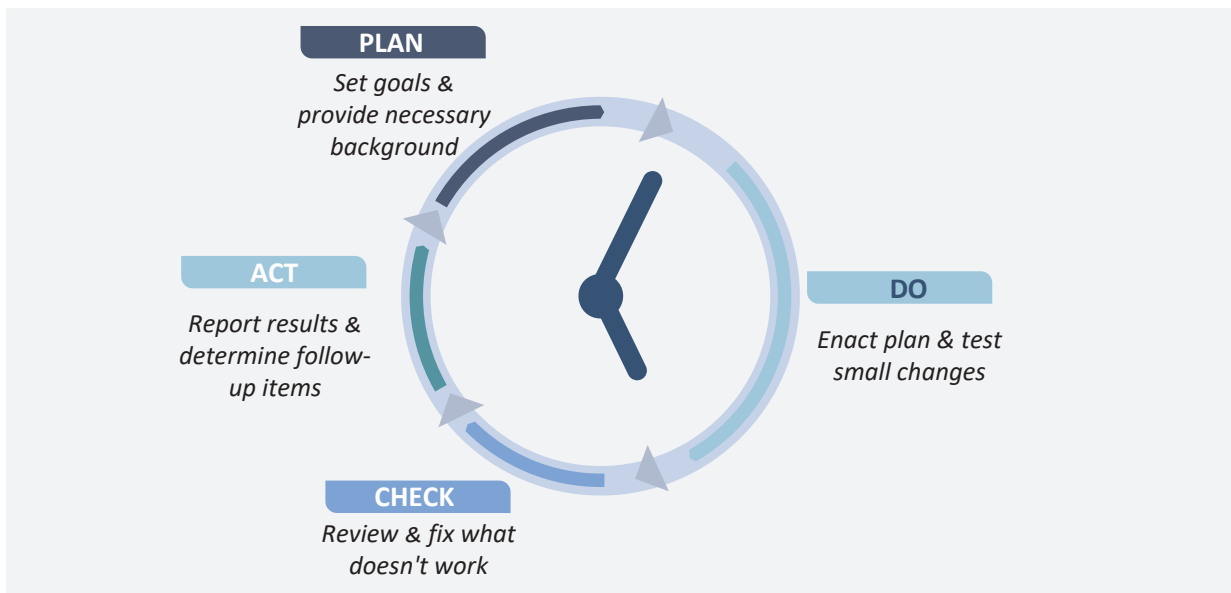 PLAN
Set goals &
provide necessary
background
DO
Enact plan & test
small changes
CHECK
Review & fix what
doesn't work
ACT
Report results &
determine follow-
up items